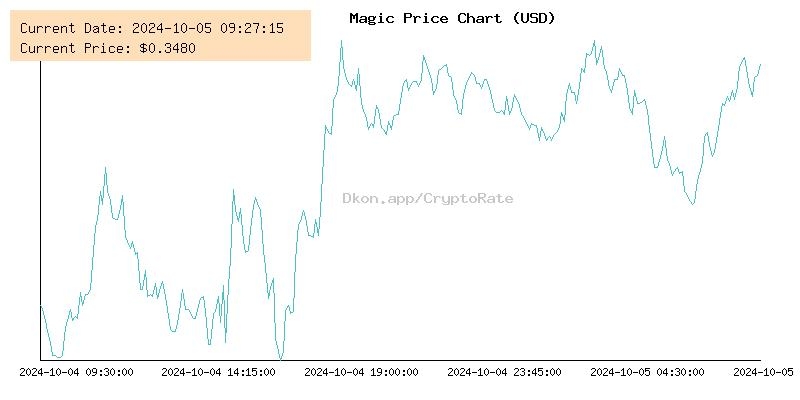 Magic Price Chart (USD)
Current Date: 2024-10-05 09:27:15
Current Price: $0.3480
Dkon.app/CryptoRate
2024-10-04 09:30:00 2024-10-04 14:15:00 2024-10-04 19:00:00 2024-10-04 23:45:00 2024-10-05 04:30:00 2024-10-05